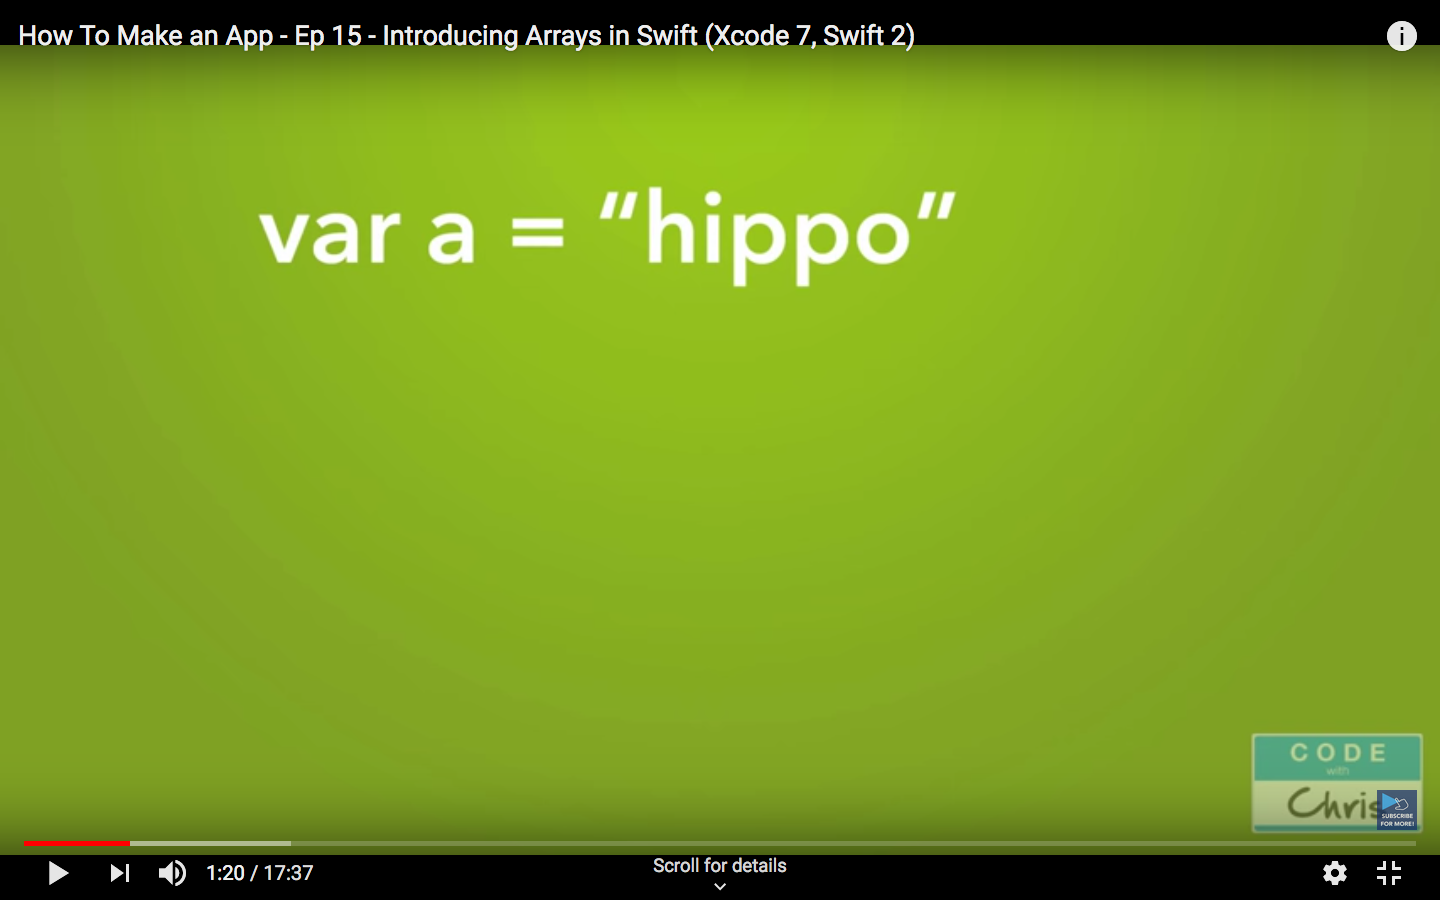 How To Make an App - Ep 15 - Introducing Arrays in Swift (Xcode 7, Swift 2)
i
var a = “hippo”
CODE
with
Chris
SUBSCRIBE
FOR MORE!
1:20 / 17:37
Scroll for details